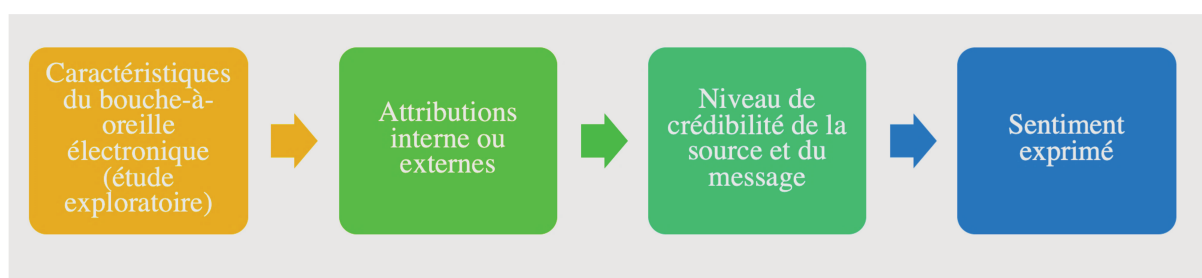 Caractéristiques
du bouche-à-
oreille
électronique
(étude
exploratoire)
Attributions
interne ou
externes
Niveau de
crédibilité de la
source et du
message
Sentiment
exprimé